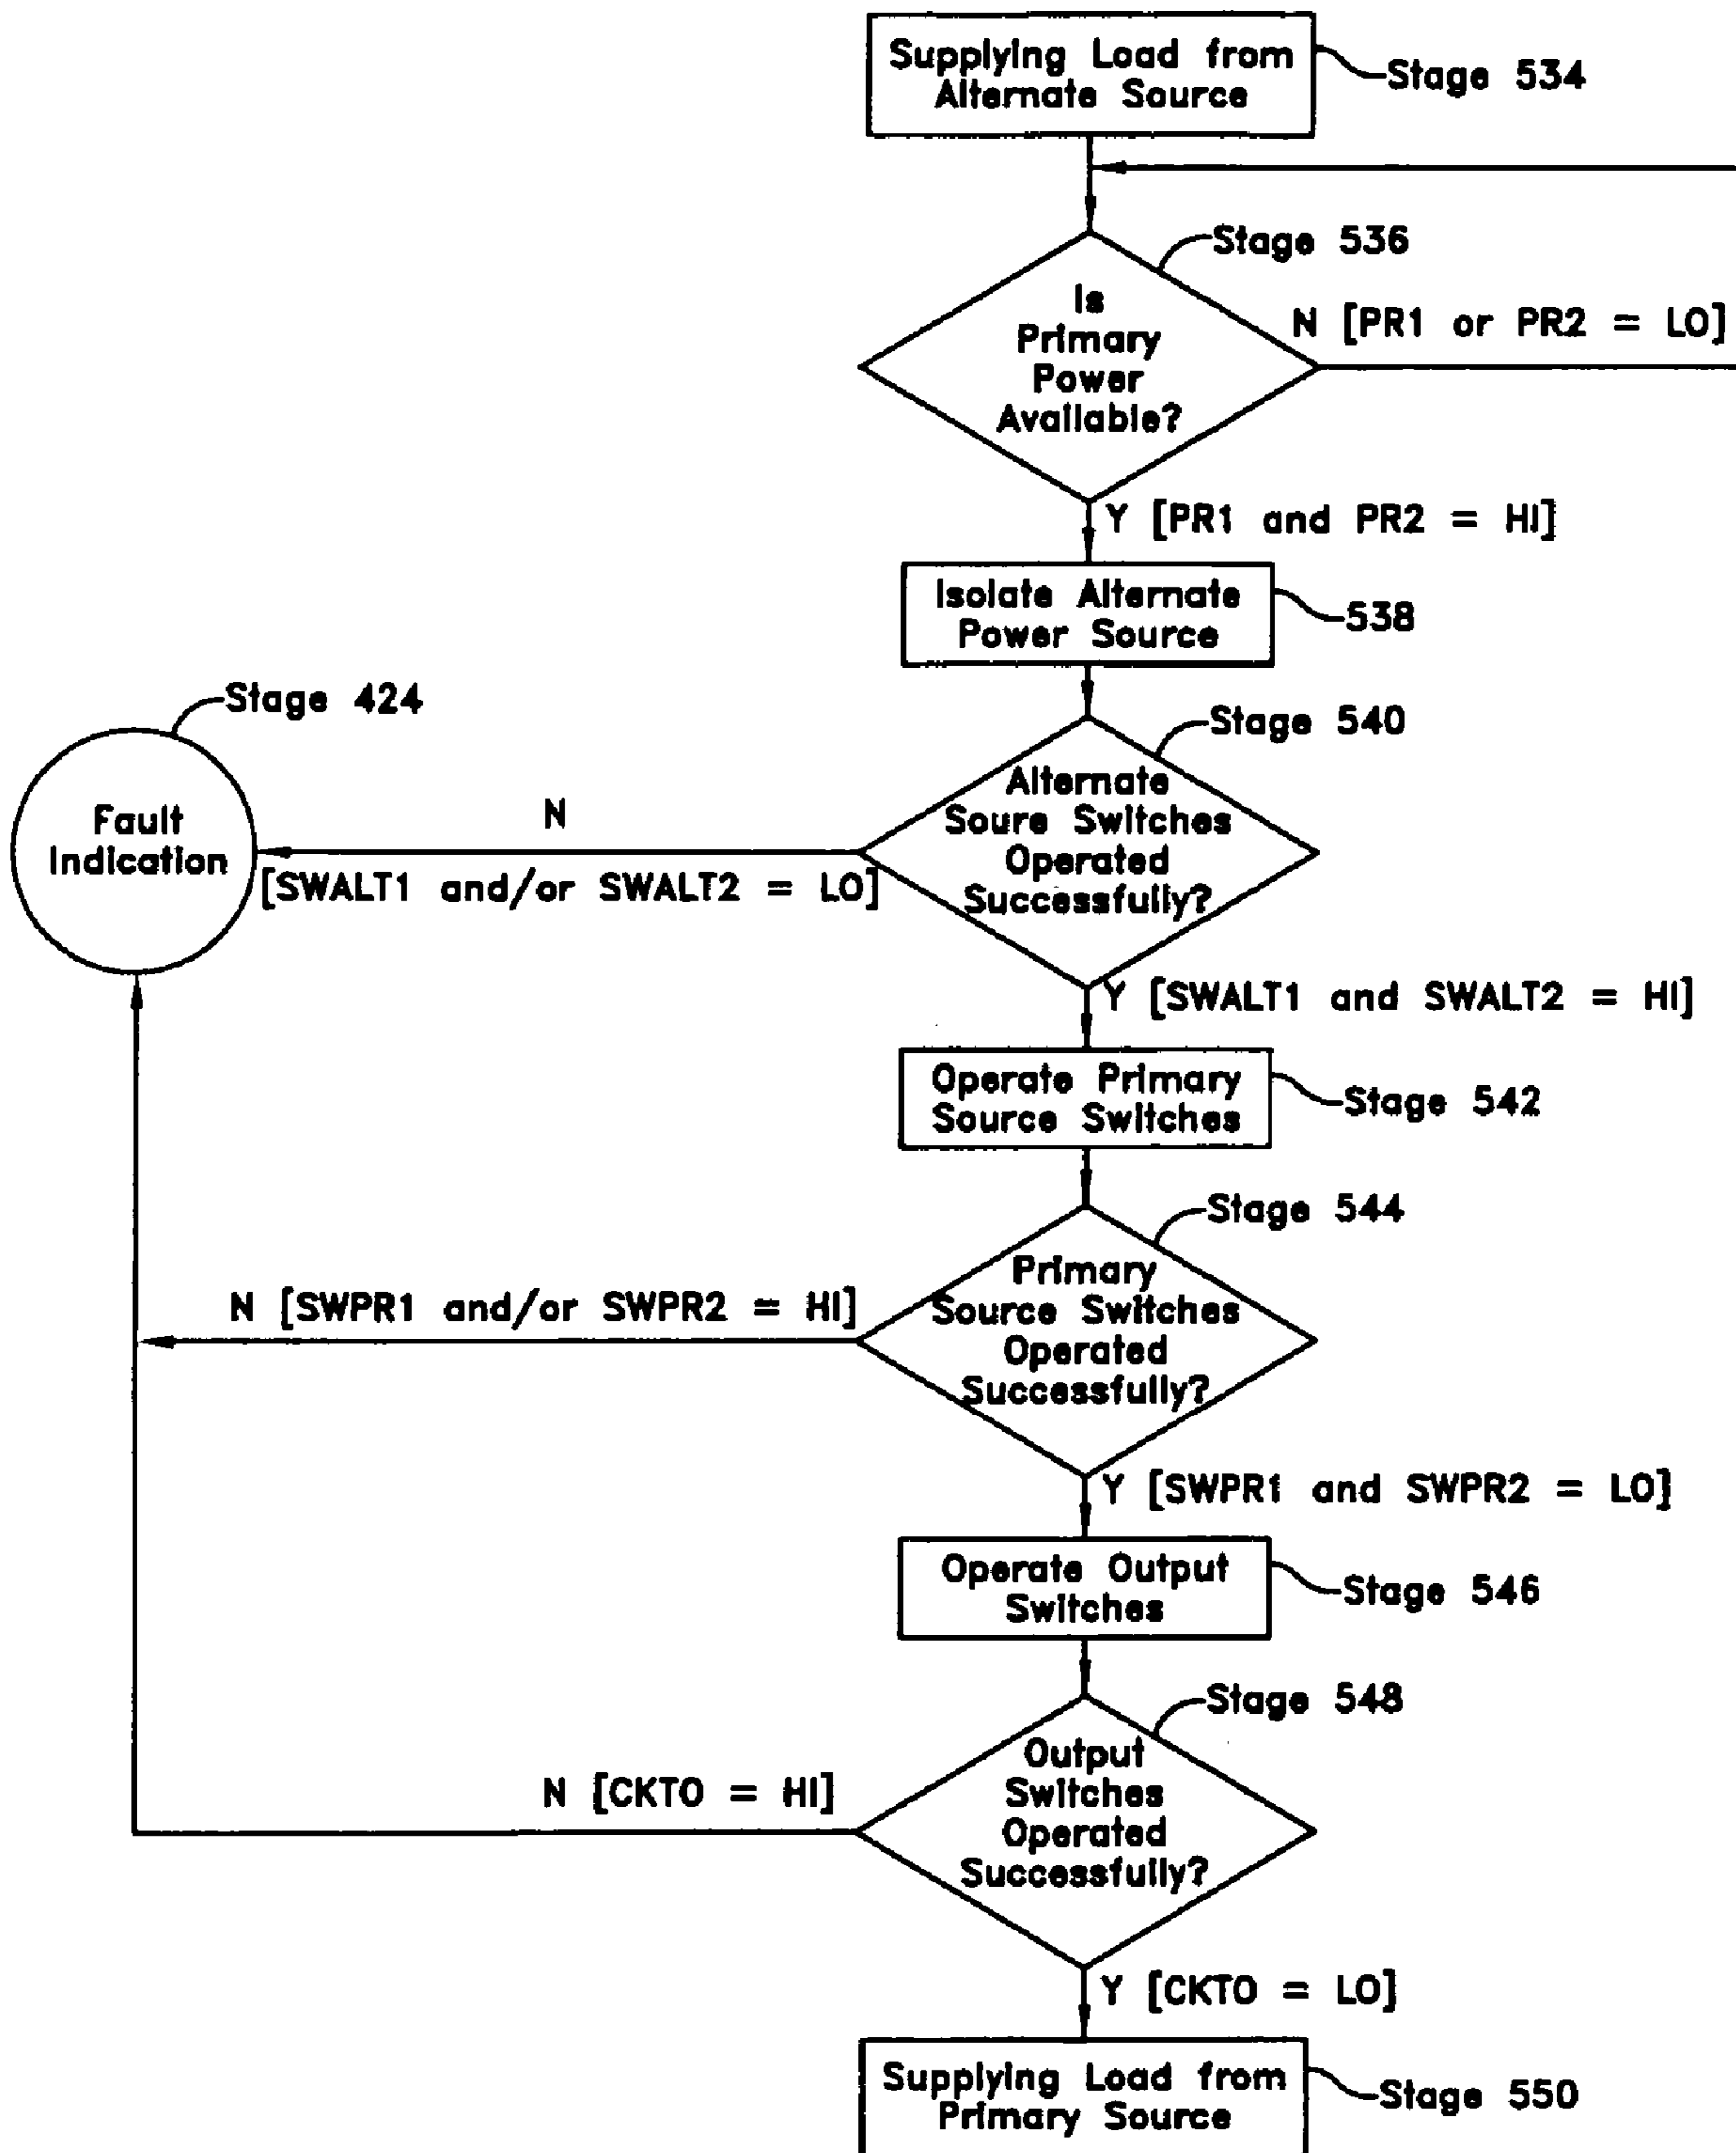 Supplying Load from
Alternate Source
Stage 534
Stage 536
Is
Primary
Power
Available?
N [PR1 or PR2 = LO]
Y [PR1 and PR2 = HI]
Isolate Alternate
Power Source
538
Stage 424
Fault
Indication
Stage 540
Alternate
Soure Switches
Operated
Successfully?
N
[SWALT1 and/or SWALT2 = LO]
Y [SWALT1 and SWALT2 = HI]
Operate Primary
Source Switches
Stage 542
Stage 544
Primary
Source Switches
Operated
Successfully?
N [SWPR1 and/or SWPR2 = HI]
Y [SWPR1 and SWPR2 = LO]
Operate Output
Switches
Stage 546
Stage 548
Output
Switches
Operated
Successfully?
N [CKTO = HI]
Y [CKTO = LO]
Supplying Load from
Primary Source
Stage 550